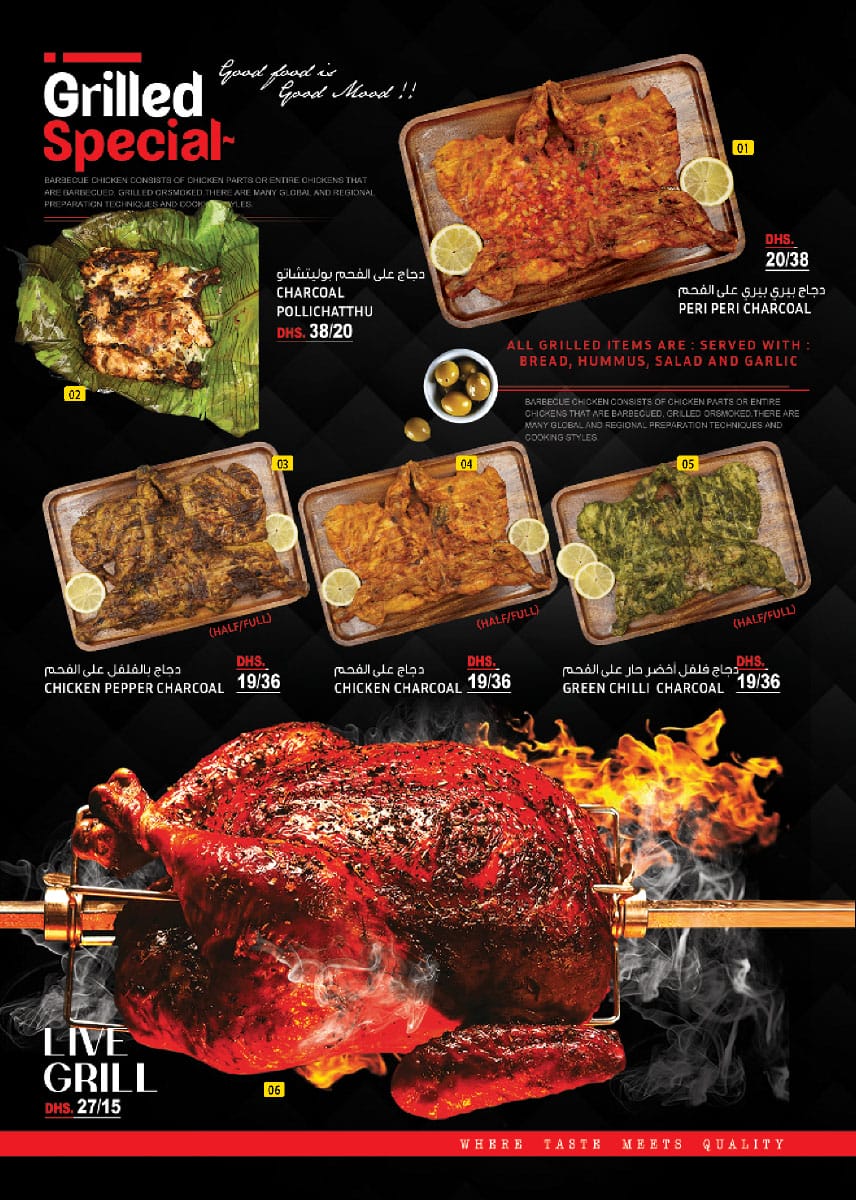 Grilled
Special~
Good food is
Good Mood !!
BARBECUE CHICKEN CONSISTS OF CHICKEN PARTS OR ENTIRE CHICKENS THAT
ARE BARBECUED, GRILLED ORSMOKED.THERE ARE MANY GLOBAL AND REGIONAL
PREPARATION TECHNIQUES AND COOKING STYLES.
01
DHS.
20/38
دجاج بيري بيري على الفحم
PERI PERI CHARCOAL
دجاج على الفحم بوليتشاتو
CHARCOAL
POLLICHATTHU
DHS. 38/20
02
ALL GRILLED ITEMS ARE : SERVED WITH :
BREAD, HUMMUS, SALAD AND GARLIC
BARBECUE CHICKEN CONSISTS OF CHICKEN PARTS OR ENTIRE
CHICKENS THAT ARE BARBECUED, GRILLED ORSMOKED.THERE ARE
MANY GLOBAL AND REGIONAL PREPARATION TECHNIQUES AND
COOKING STYLES.
03
(HALF/FULL)
دجاج بالفلفل على الفحم
CHICKEN PEPPER CHARCOAL
DHS.
19/36
04
(HALF/FULL)
دجاج على الفحم
CHICKEN CHARCOAL
DHS.
19/36
05
(HALF/FULL)
دجاج فلفل أخضر حار على الفحم
GREEN CHILLI CHARCOAL
DHS.
19/36
LIVE
GRILL
DHS. 27/15
06
WHERE TASTE MEETS QUALITY